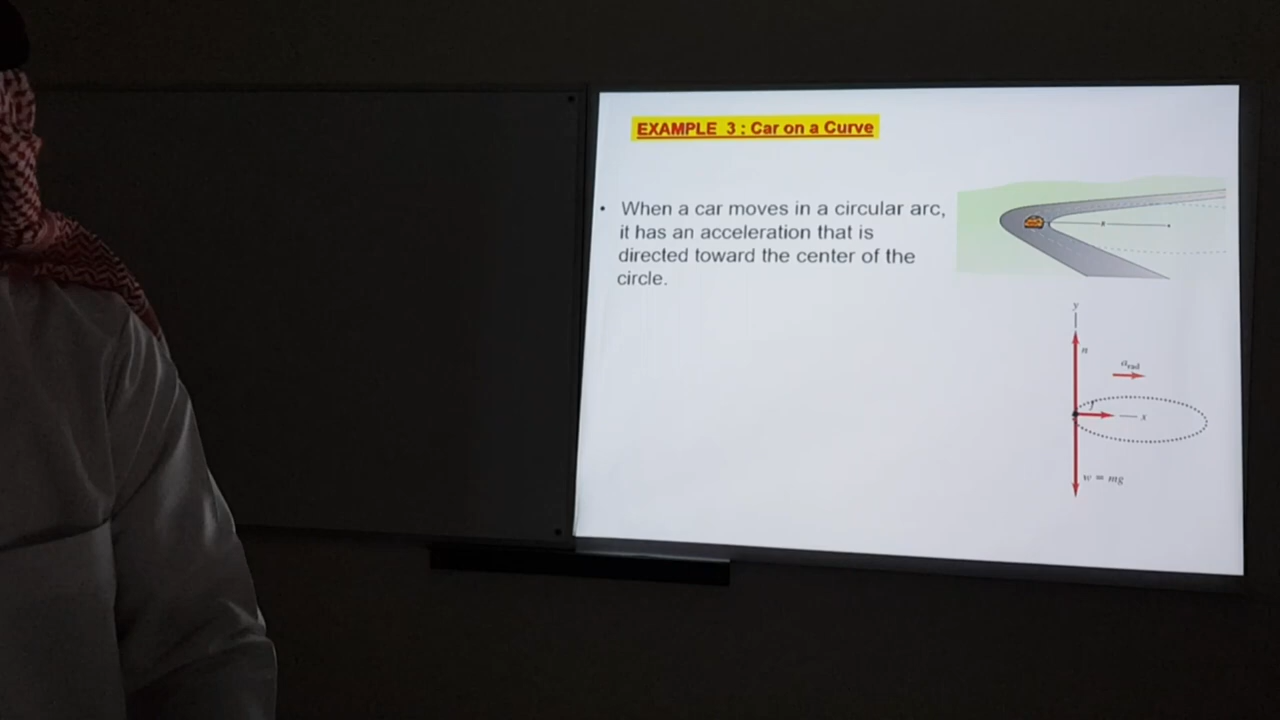 EXAMPLE 3 : Car on a Curve
• When a car moves in a circular arc,
it has an acceleration that is
directed toward the center of the
circle.
R
y
n
a_rad
f
x
w = mg